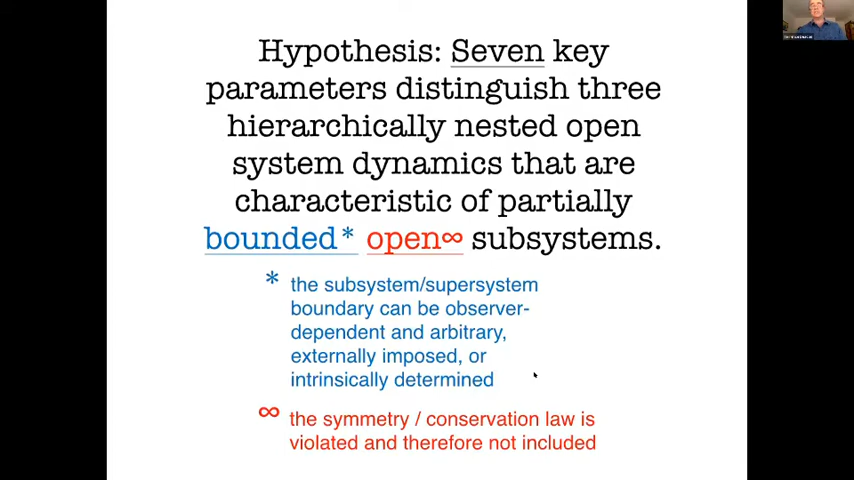 Hypothesis: Seven key
parameters distinguish three
hierarchically nested open
system dynamics that are
characteristic of partially
bounded* open∞ subsystems.
* the subsystem/supersystem
boundary can be observer-
dependent and arbitrary,
externally imposed, or
intrinsically determined
∞ the symmetry / conservation law is
violated and therefore not included